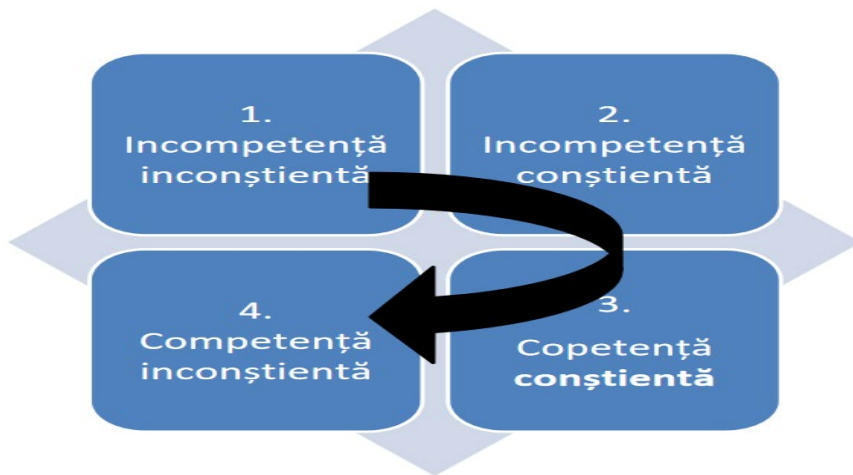 1.
Incompetență
inconștientă
2.
Incompetență
conștientă
4.
Competență
inconștientă
3.
Copetență
conștientă